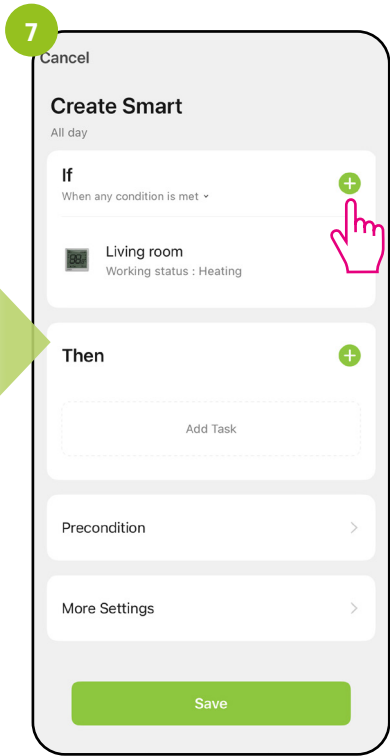 7
Cancel
Create Smart
All day
If
When any condition is met
Living room
Working status : Heating
Then
Add Task
Precondition
More Settings
Save